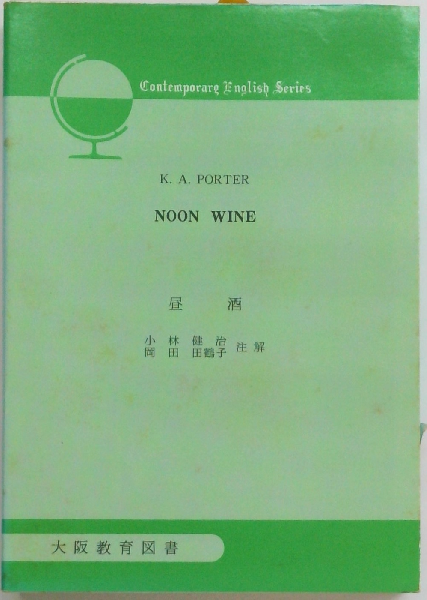 Contemporary English Series
K. A. PORTER
NOON WINE
昼 酒
小 林 健 治
岡 田 田鶴子 注 解
大阪教育図書